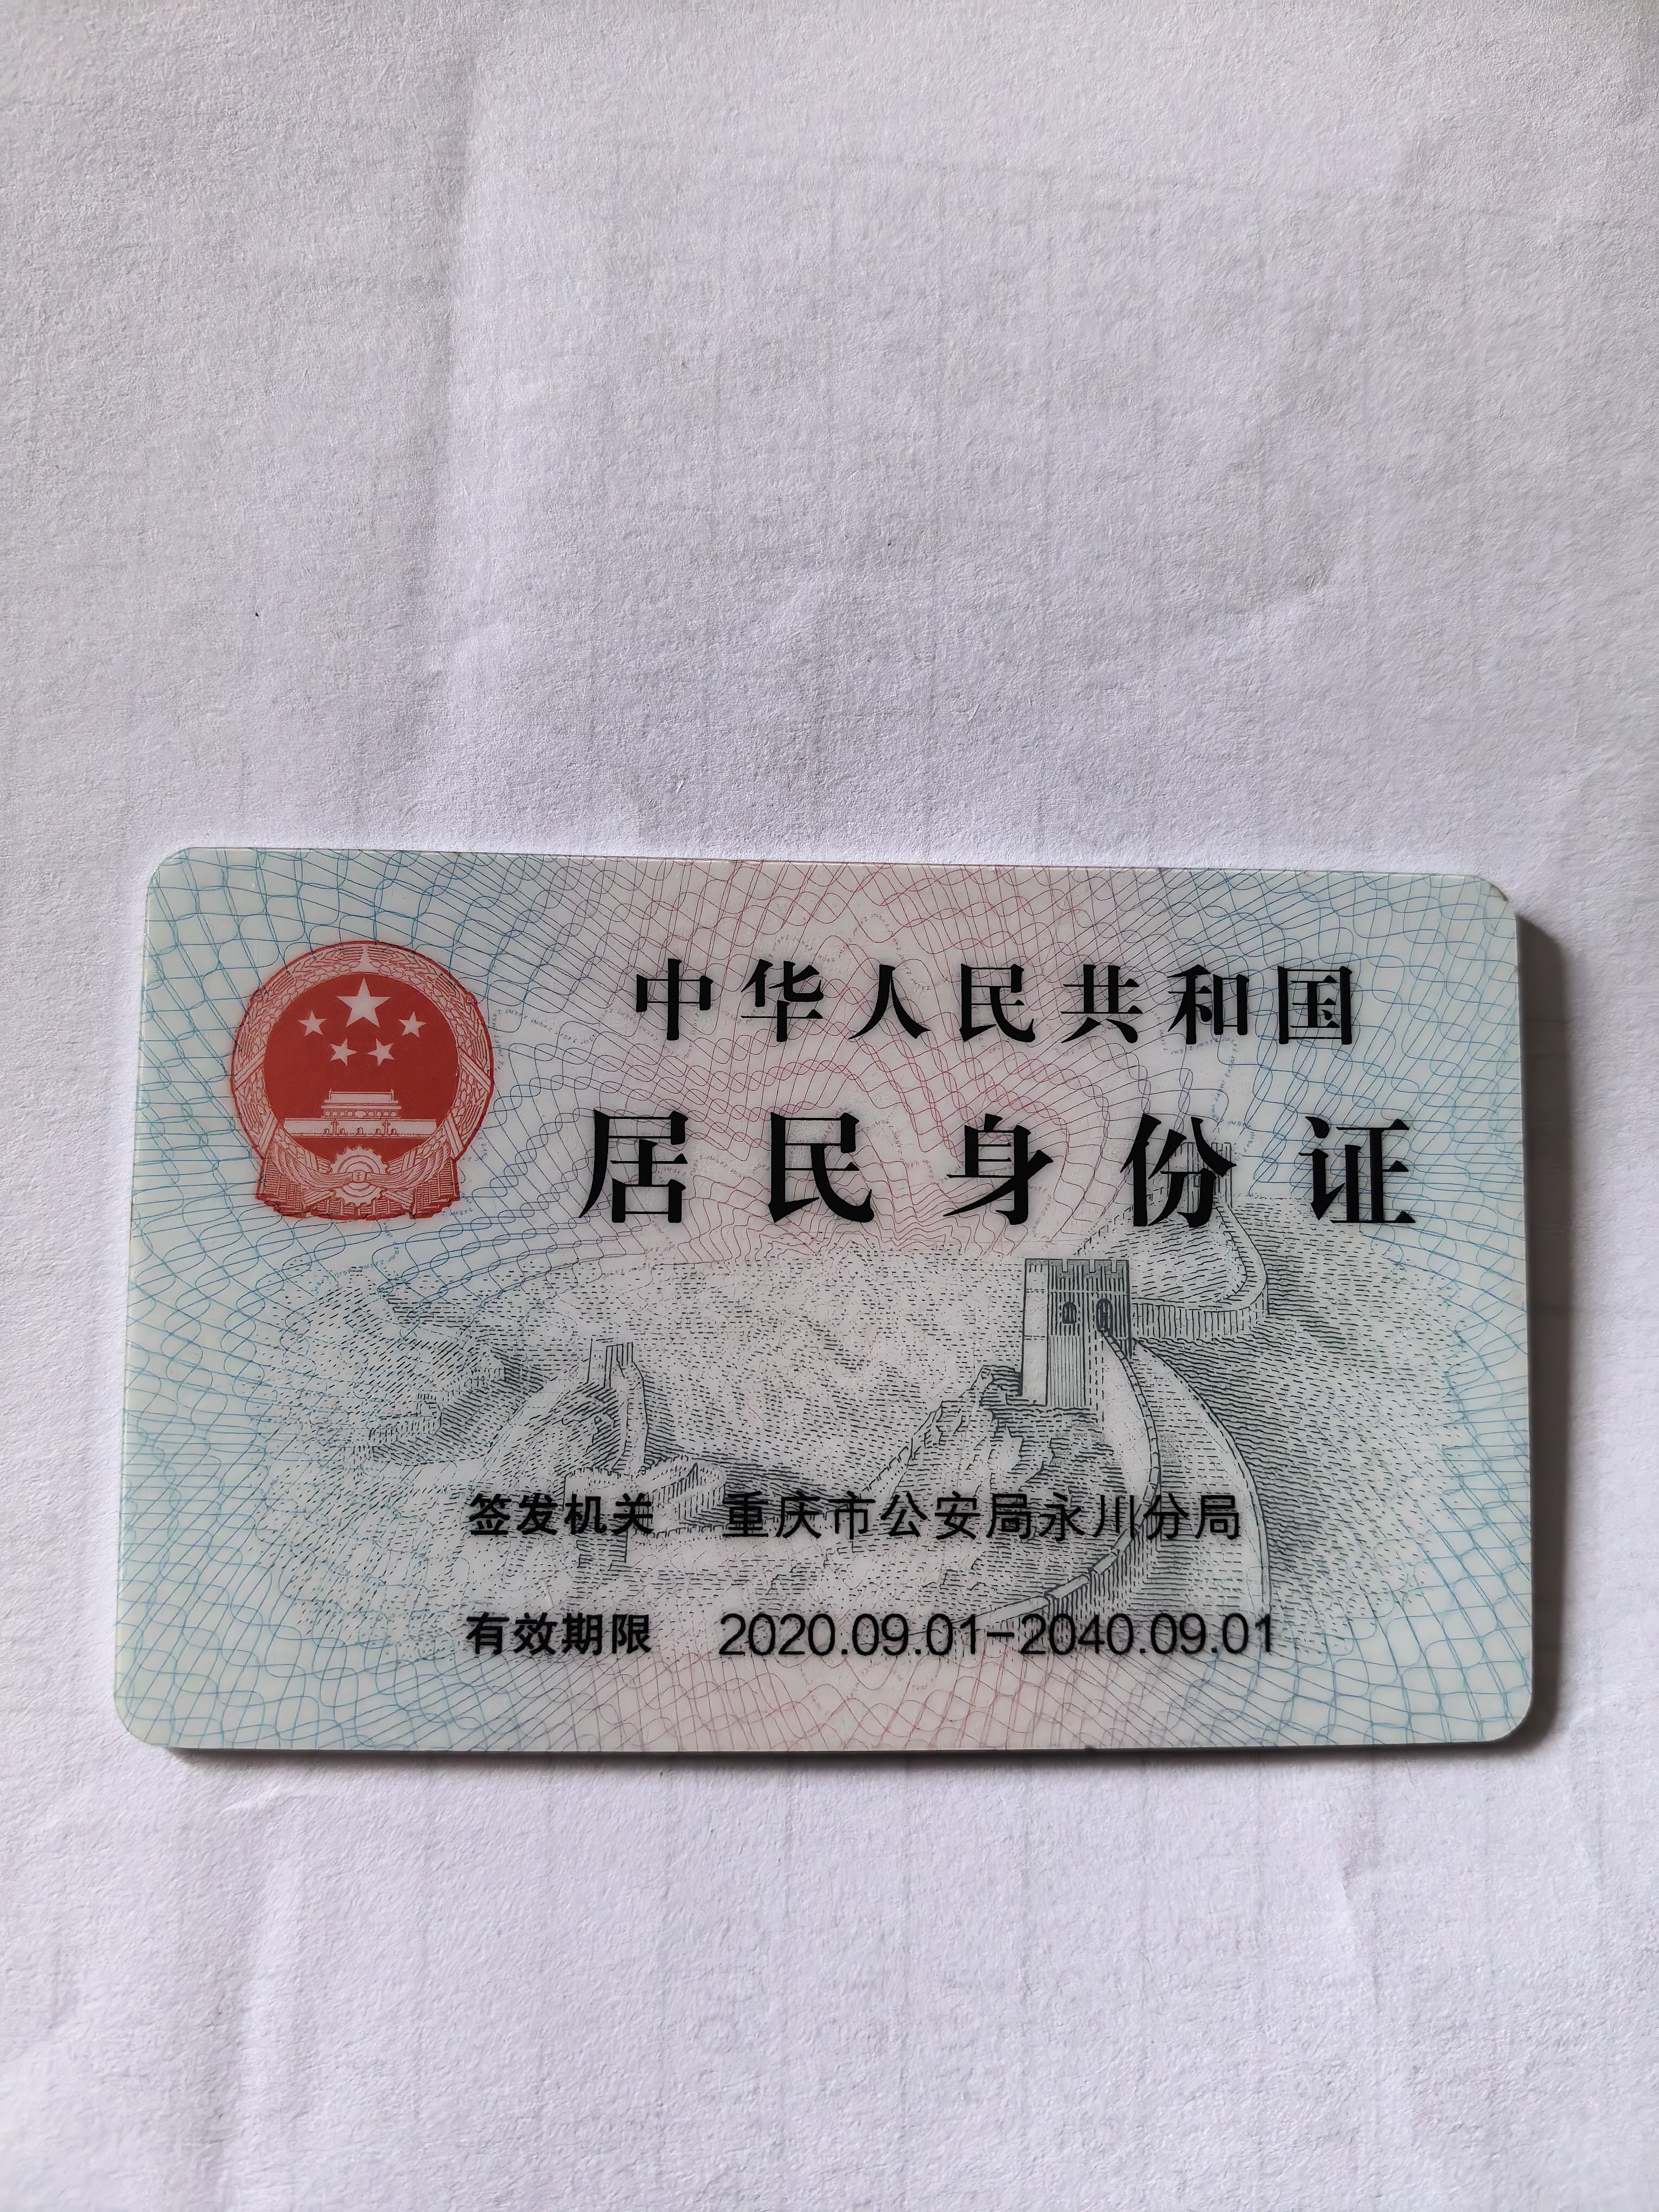 中华人民共和国
居民身份证
签发机关 重庆市公安局永川分局
有效期限 2020.09.01-2040.09.01